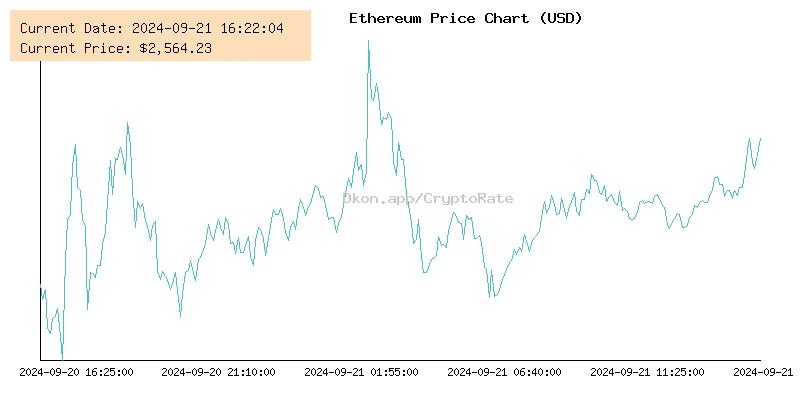 Ethereum Price Chart (USD)
Current Date: 2024-09-21 16:22:04
Current Price: $2,564.23
0kon.app/CryptoRate
2024-09-20 16:25:00 2024-09-20 21:10:00 2024-09-21 01:55:00 2024-09-21 06:40:00 2024-09-21 11:25:00 2024-09-21